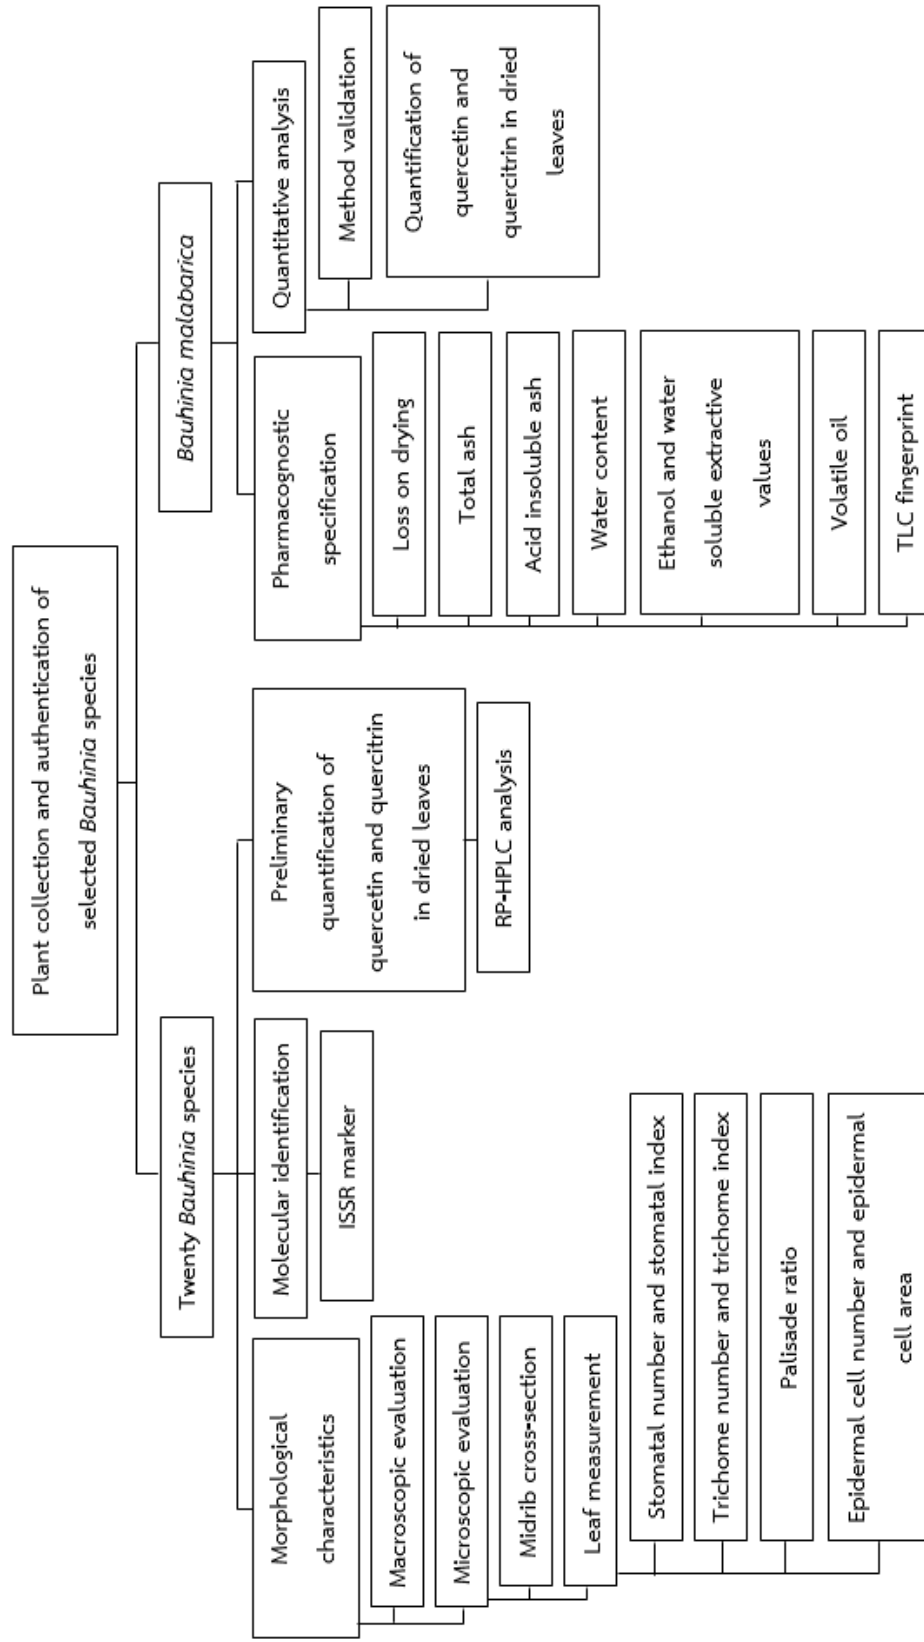 Plant collection and authentication of
selected Bauhinia species
Twenty Bauhinia species
Morphological
characteristics
Macroscopic evaluation
Microscopic evaluation
Midrib cross-section
Leaf measurement
Stomatal number and stomatal index
Trichome number and trichome index
Palisade ratio
Epidermal cell number and epidermal
cell area
Molecular identification
ISSR marker
Preliminary
quantification of
quercetin and quercitrin
in dried leaves
RP-HPLC analysis
Bauhinia malabarica
Pharmacognostic
specification
Loss on drying
Total ash
Acid insoluble ash
Water content
Ethanol and water
soluble extractive
values
Volatile oil
TLC fingerprint
Quantitative analysis
Method validation
Quantification of
quercetin and
quercitrin in dried
leaves